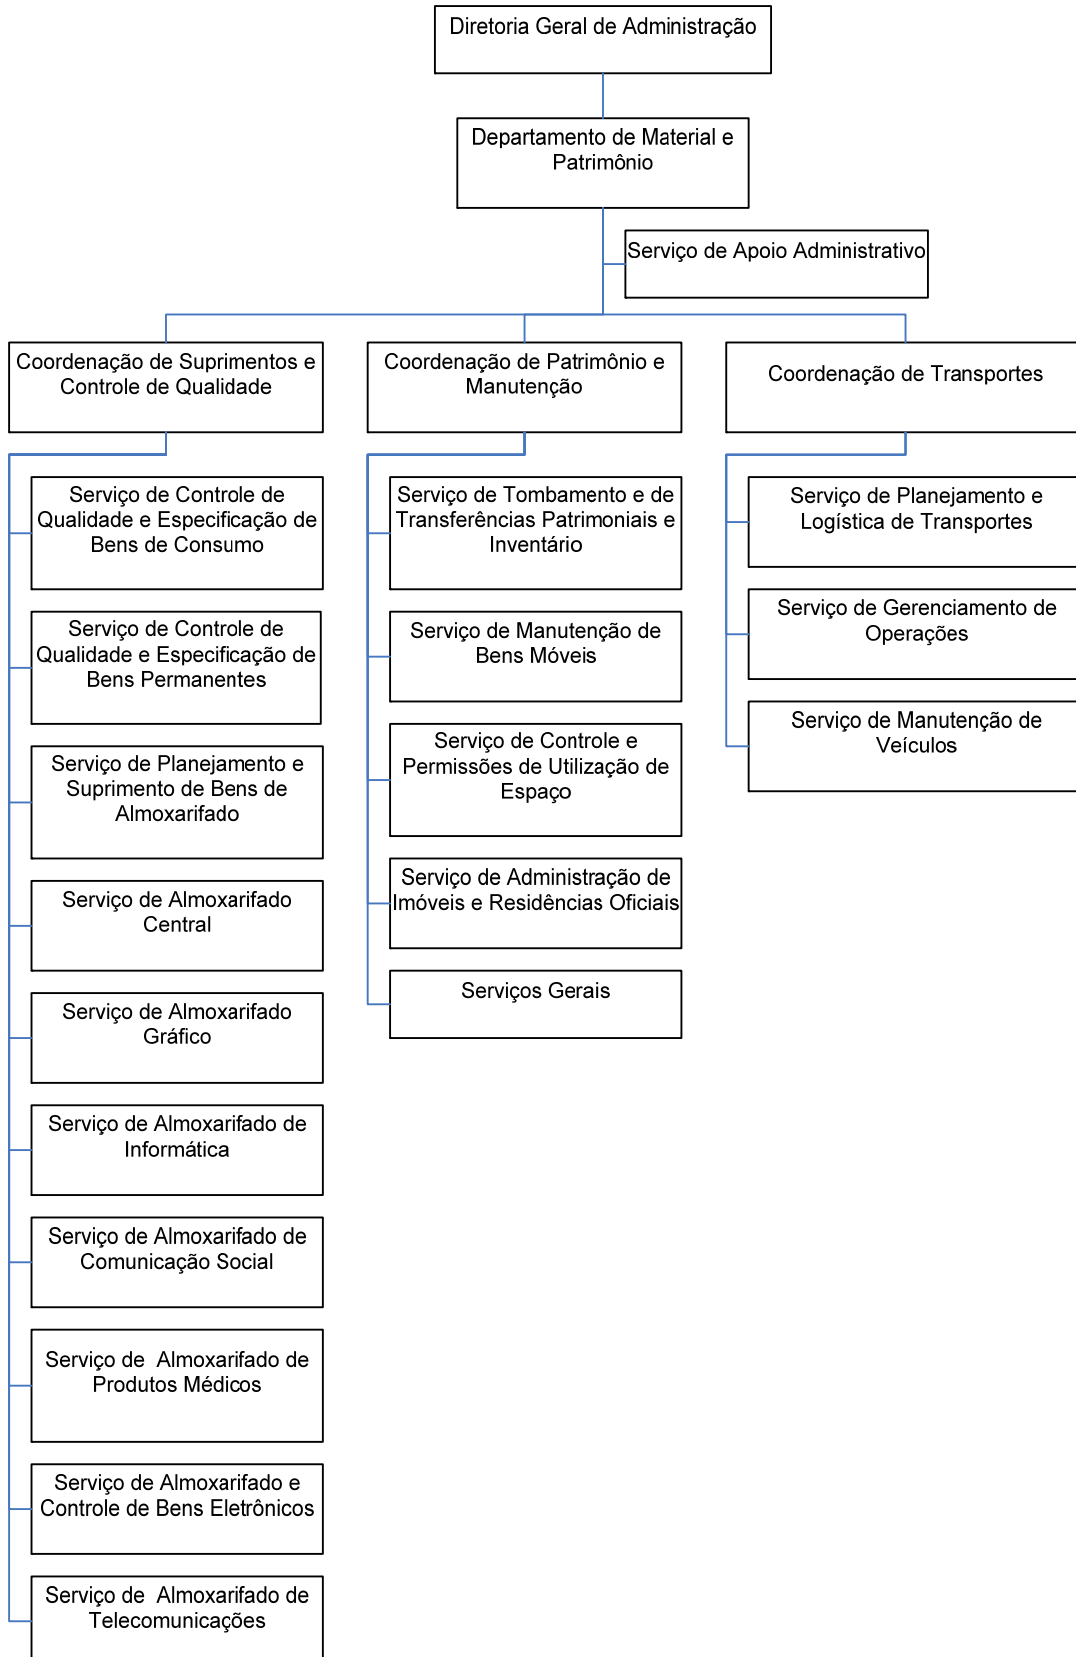 Diretoria Geral de Administração
Departamento de Material e
Patrimônio
Serviço de Apoio Administrativo
Coordenação de Suprimentos e
Controle de Qualidade
Serviço de Controle de
Qualidade e Especificação de
Bens de Consumo
Serviço de Controle de
Qualidade e Especificação de
Bens Permanentes
Serviço de Planejamento e
Suprimento de Bens de
Almoxarifado
Serviço de Almoxarifado
Central
Serviço de Almoxarifado
Gráfico
Serviço de Almoxarifado de
Informática
Serviço de Almoxarifado de
Comunicação Social
Serviço de  Almoxarifado de
Produtos Médicos
Serviço de Almoxarifado e
Controle de Bens Eletrônicos
Serviço de  Almoxarifado de
Telecomunicações
Coordenação de Patrimônio e
Manutenção
Serviço de Tombamento e de
Transferências Patrimoniais e
Inventário
Serviço de Manutenção de
Bens Móveis
Serviço de Controle e
Permissões de Utilização de
Espaço
Serviço de Administração de
Imóveis e Residências Oficiais
Serviços Gerais
Coordenação de Transportes
Serviço de Planejamento e
Logística de Transportes
Serviço de Gerenciamento de
Operações
Serviço de Manutenção de
Veículos